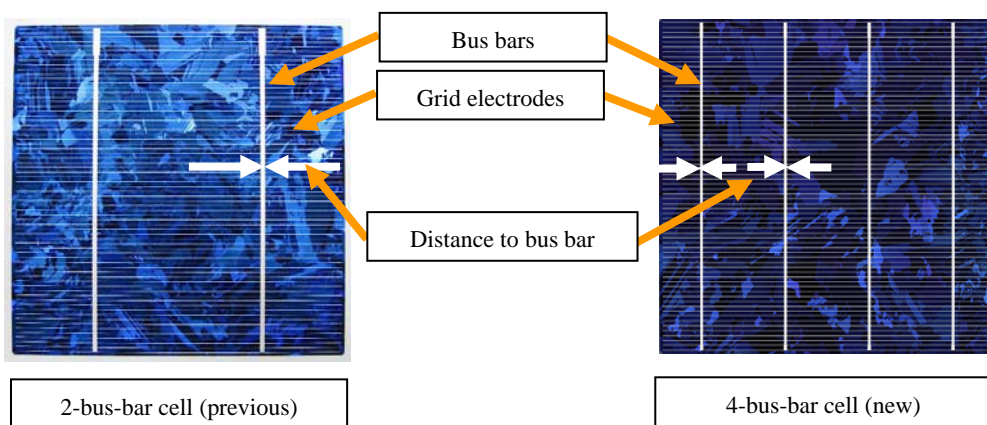 Bus bars
Grid electrodes
Distance to bus bar
2-bus-bar cell (previous)
4-bus-bar cell (new)